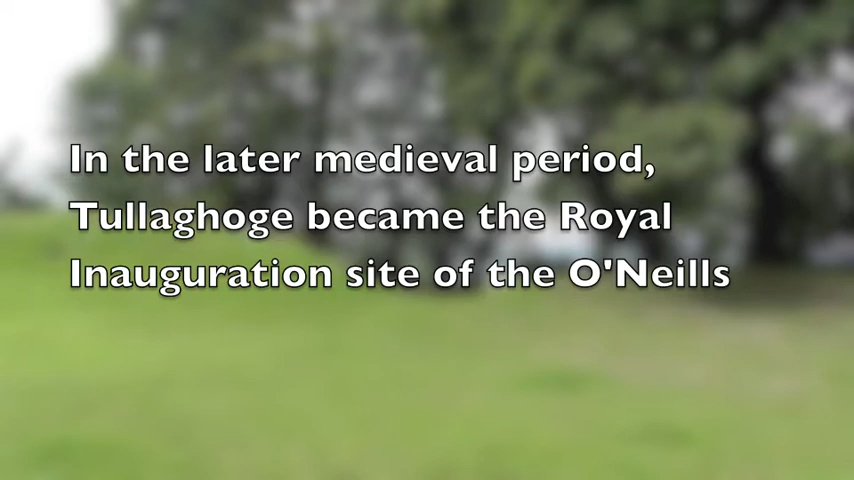 In the later medieval period,
Tullaghoge became the Royal
Inauguration site of the O'Neills